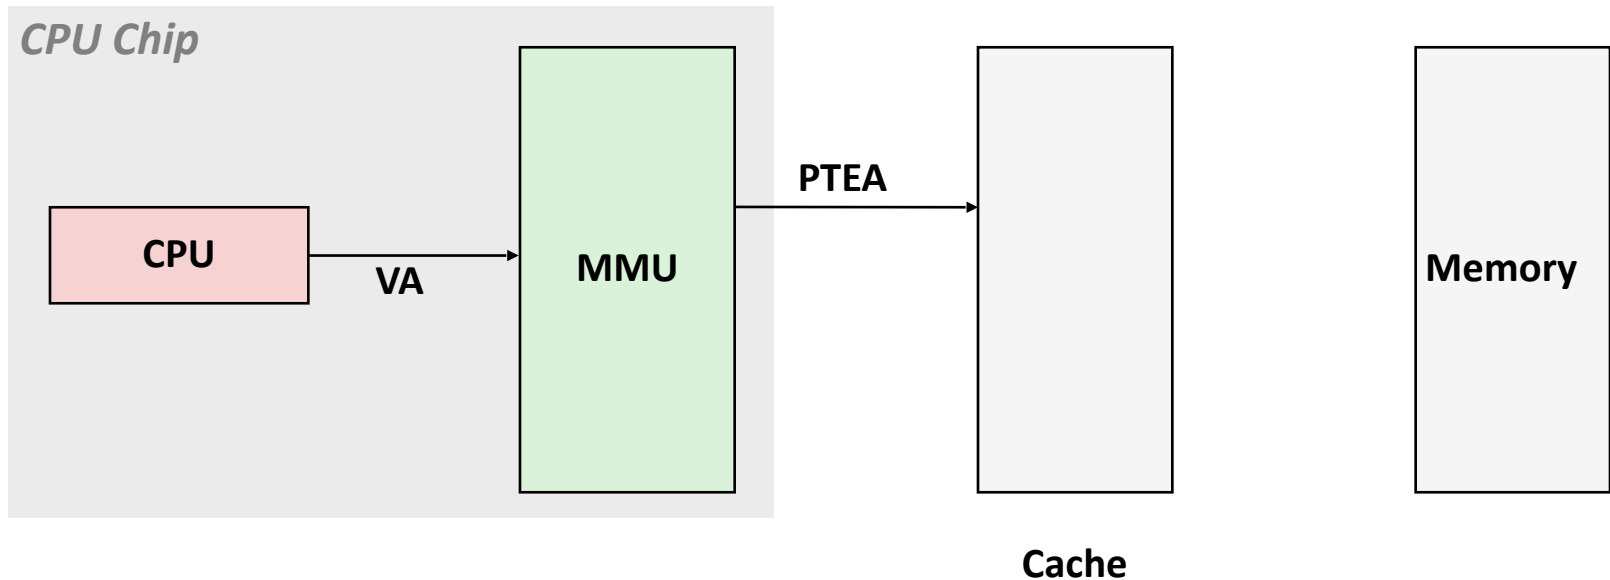 CPU Chip
PTEA
CPU
VA
MMU
Memory
Cache